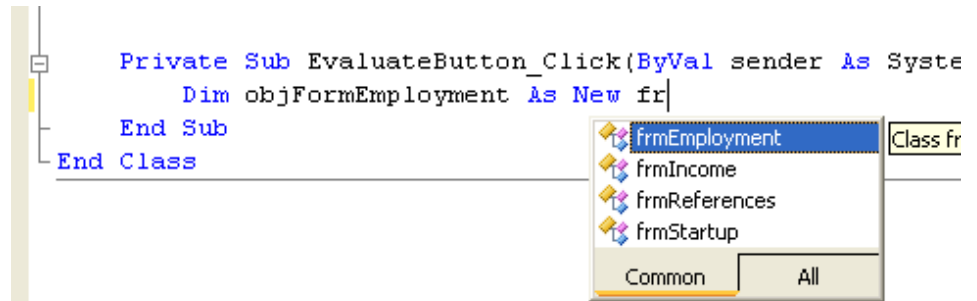 Private Sub EvaluateButton_Click(ByVal sender As Syste
Dim objFormEmployment As New fr
End Sub
End Class
frmEmployment
Class fr
frmIncome
frmReferences
frmStartup
Common All